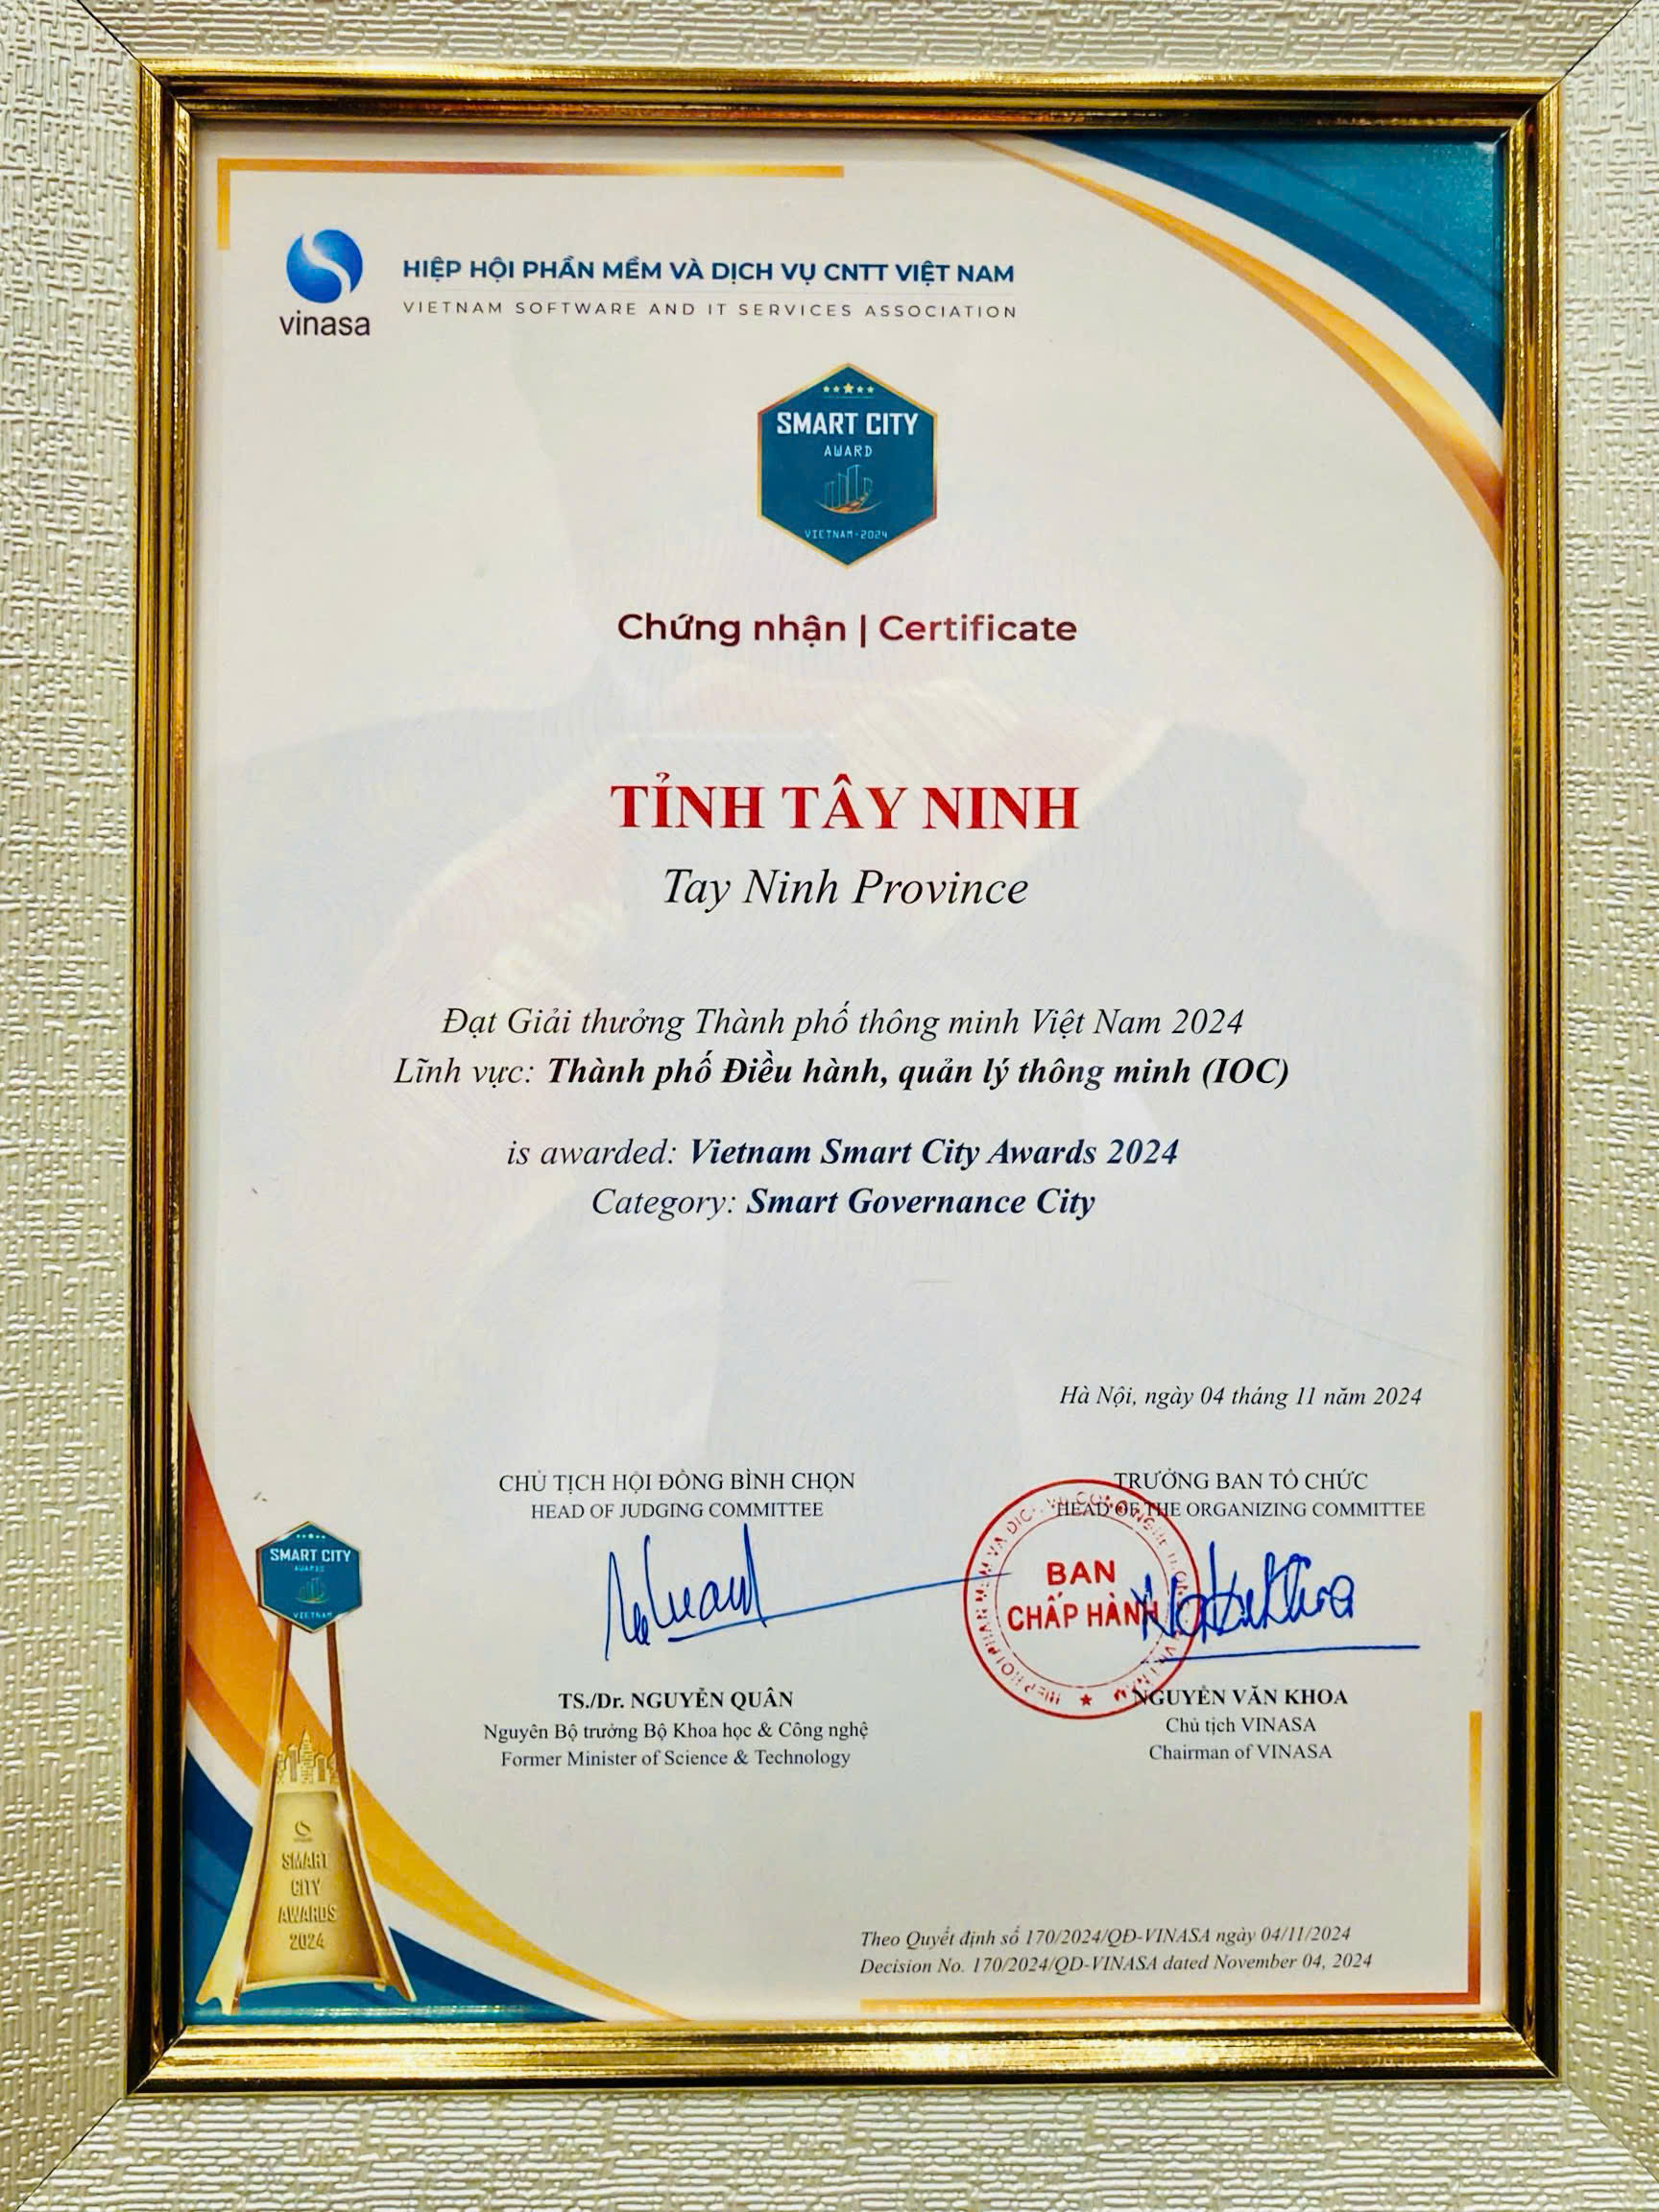 vinasa
HIỆP HỘI PHẦN MỀM VÀ DỊCH VỤ CNTT VIỆT NAM
VIETNAM SOFTWARE AND IT SERVICES ASSOCIATION
SMART CITY
AWARD
VIETNAM-2024
Chứng nhận | Certificate
TỈNH TÂY NINH
Tay Ninh Province
Đạt Giải thưởng Thành phố thông minh Việt Nam 2024
Lĩnh vực: Thành phố Điều hành, quản lý thông minh (IOC)
is awarded: Vietnam Smart City Awards 2024
Category: Smart Governance City
Hà Nội, ngày 04 tháng 11 năm 2024
CHỦ TỊCH HỘI ĐỒNG BÌNH CHỌN
HEAD OF JUDGING COMMITTEE
TRƯỞNG BAN TỔ CHỨC
HEAD OF THE ORGANIZING COMMITTEE
BAN
CHẤP HÀNH
TS./Dr. NGUYỄN QUÂN
Nguyên Bộ trưởng Bộ Khoa học & Công nghệ
Former Minister of Science & Technology
NGUYỄN VĂN KHOA
Chủ tịch VINASA
Chairman of VINASA
SMART CITY
AWARDS
VIETNAM
SMART
CITY
AWARDS
2024
Theo Quyết định số 170/2024/QĐ-VINASA ngày 04/11/2024
Decision No. 170/2024/QD-VINASA dated November 04, 2024